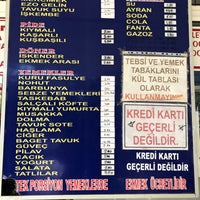 EZO GELİN
TAVUK SUYU
İŞKEMBE
PİDE
KIYMALI
KAŞARLI
KUŞBAŞILI
DÖNER
İSKENDER
EKMEK ARASI
YEMEKLER
KURU FASULYE
NOHUT
BARBUNYA
SEBZE YEMEKLERİ
TASKEBAB
SALÇALI KÖFTE
KIYMALI YUMURTA
MUSAKKA
DOLMA
TAVUK SOTE
HAŞLAMA
CİĞER
BAGET TAVUK
GÜVEÇ
PİLAV
CACIK
YOĞURT
SALATA
TATLILAR
SU
AYRAN
SODA
COLA
FANTA
GAZOZ
TEBSİ VE YEMEK
TABAKLARINI
KÜL TABLASI
OLARAK
KULLANMAYINIZ
KREDİ KARTI
GEÇERLİ
DEĞİLDİR.
KREDİ KARTI
GEÇERLİ DEĞİLDİR
TEK PORSİYON YEMEKLERDE EKMEK ÜCRETLİDİR